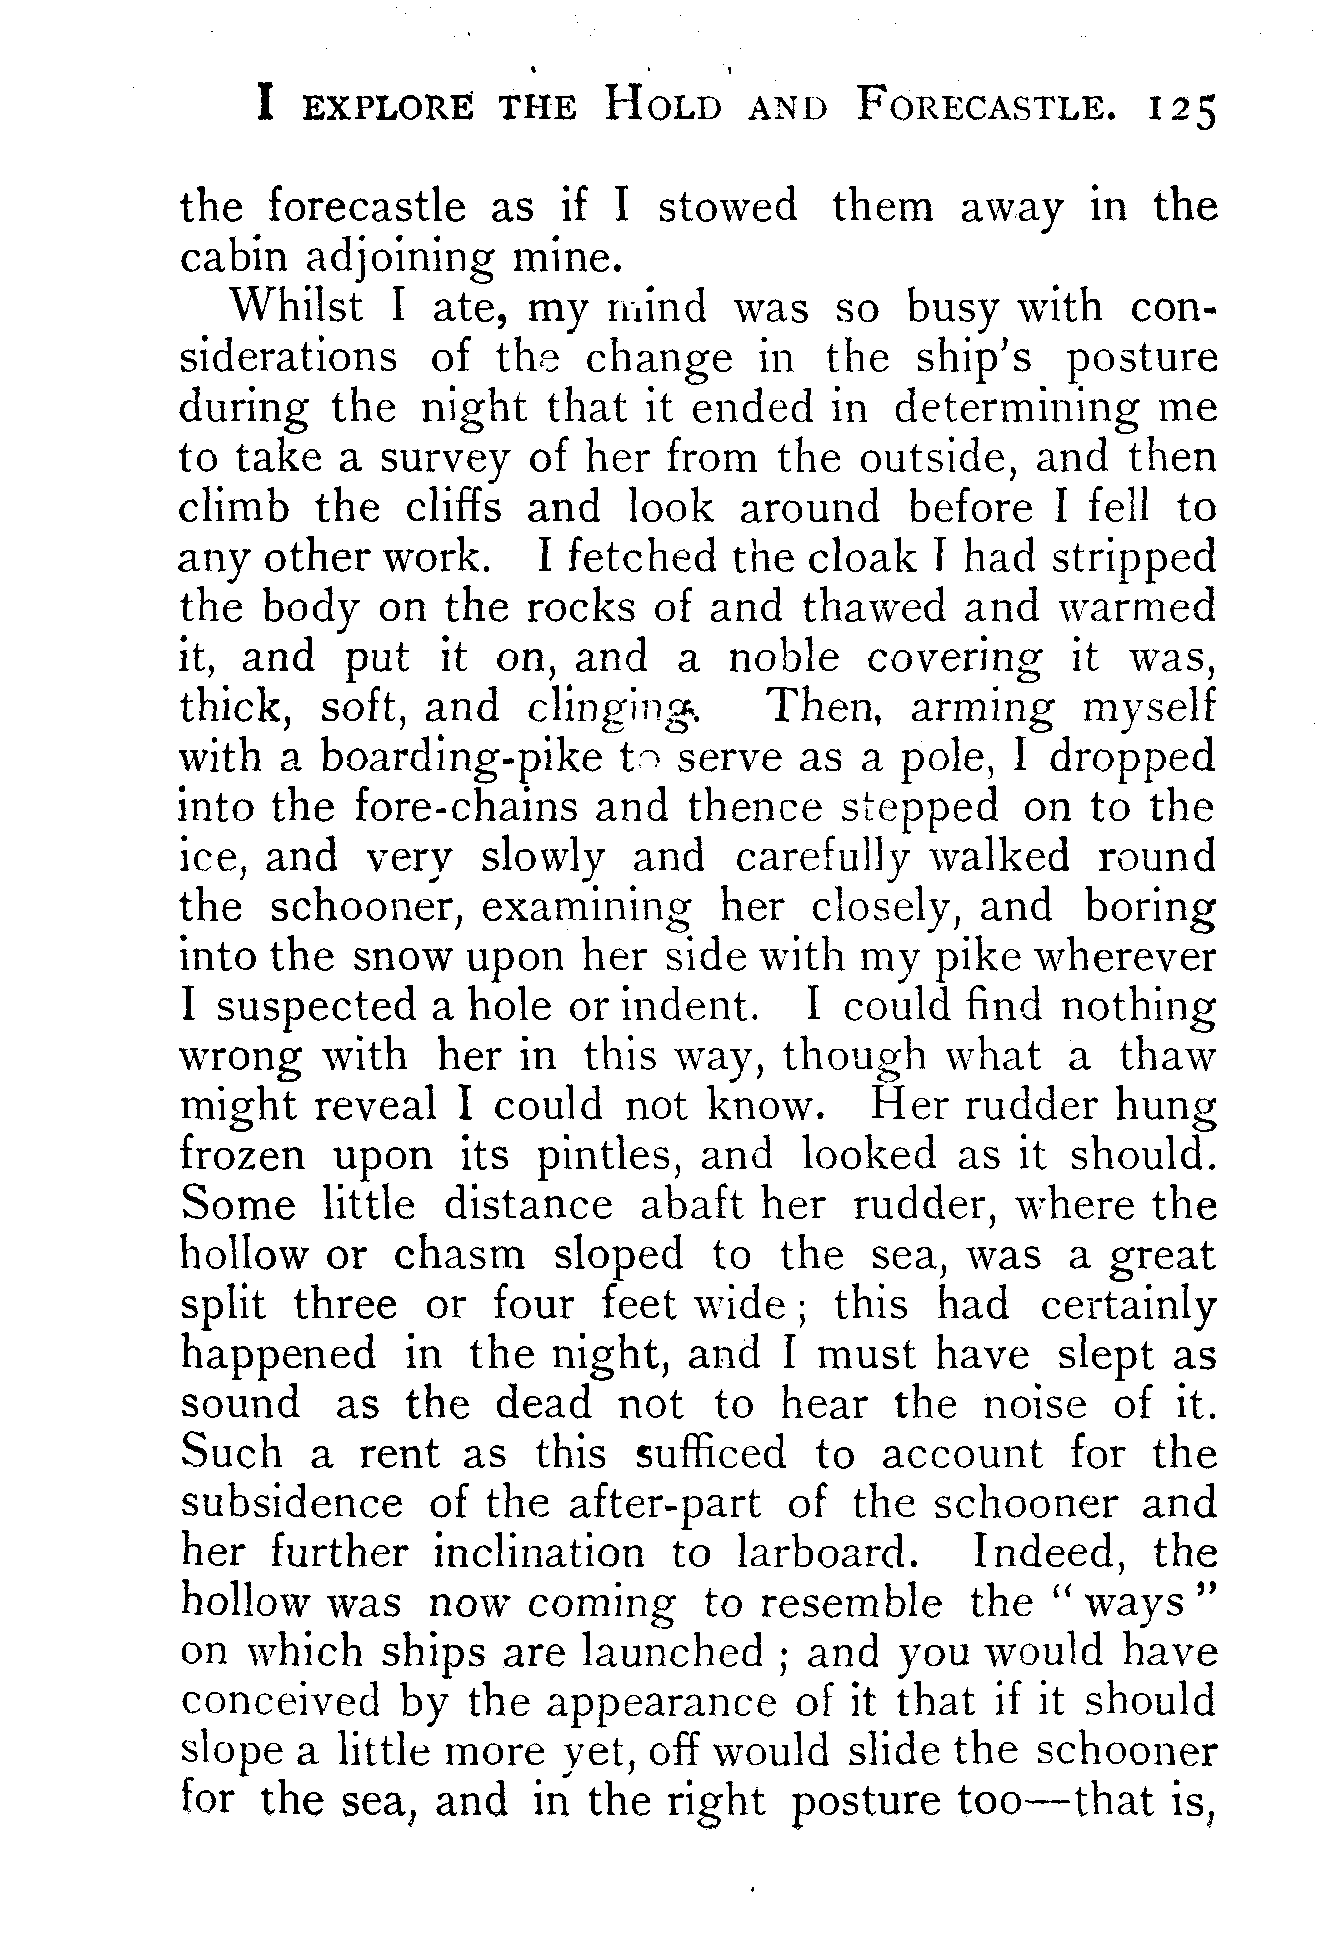 I EXPLORE THE HOLD AND FORECASTLE. 125
the forecastle as if I stowed them away in the
cabin adjoining mine.
Whilst I ate, my mind was so busy with con-
siderations of the change in the ship's posture
during the night that it ended in determining me
to take a survey of her from the outside, and then
climb the cliffs and look around before I fell to
any other work. I fetched the cloak I had stripped
the body on the rocks of and thawed and warmed
it, and put it on, and a noble covering it was,
thick, soft, and clinging. Then, arming myself
with a boarding-pike to serve as a pole, I dropped
into the fore-chains and thence stepped on to the
ice, and very slowly and carefully walked round
the schooner, examining her closely, and boring
into the snow upon her side with my pike wherever
I suspected a hole or indent. I could find nothing
wrong with her in this way, though what a thaw
might reveal I could not know. Her rudder hung
frozen upon its pintles, and looked as it should.
Some little distance abaft her rudder, where the
hollow or chasm sloped to the sea, was a great
split three or four feet wide ; this had certainly
happened in the night, and I must have slept as
sound as the dead not to hear the noise of it.
Such a rent as this sufficed to account for the
subsidence of the after-part of the schooner and
her further inclination to larboard. Indeed, the
hollow was now coming to resemble the “ ways ”
on which ships are launched ; and you would have
conceived by the appearance of it that if it should
slope a little more yet, off would slide the schooner
for the sea, and in the right posture too—that is,